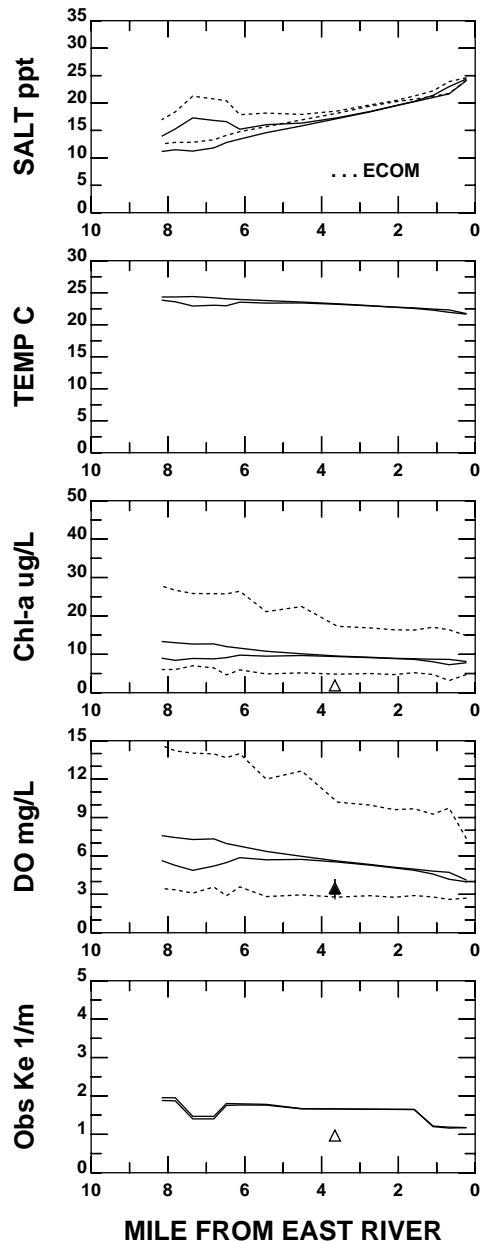 SALT ppt
35
30
25
20
15
10
5
0
. . . ECOM
10 8 6 4 2 0
TEMP C
30
25
20
15
10
5
0
10 8 6 4 2 0
Chl-a ug/L
50
40
30
20
10
0
10 8 6 4 2 0
DO mg/L
15
12
9
6
3
0
10 8 6 4 2 0
Obs Ke 1/m
5
4
3
2
1
0
10 8 6 4 2 0
MILE FROM EAST RIVER